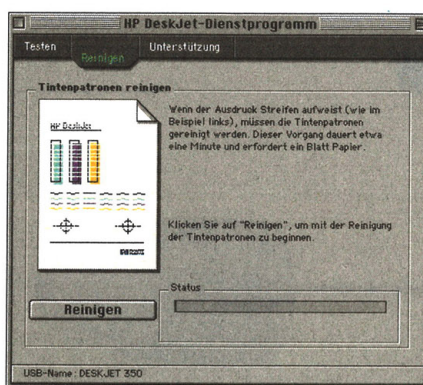 HP DeskJet-Dienstprogramm
Testen Reinigen Unterstützung
Tintenpatronen reinigen
HP DeskJet
Wenn der Ausdruck Streifen aufweist (wie im
Beispiel links), müssen die Tintenpatronen
gereinigt werden. Dieser Vorgang dauert etwa
eine Minute und erfordert ein Blatt Papier.
Klicken Sie auf "Reinigen", um mit der Reinigung
der Tintenpatronen zu beginnen.
Status
Reinigen
USB-Name: DESKJET 350